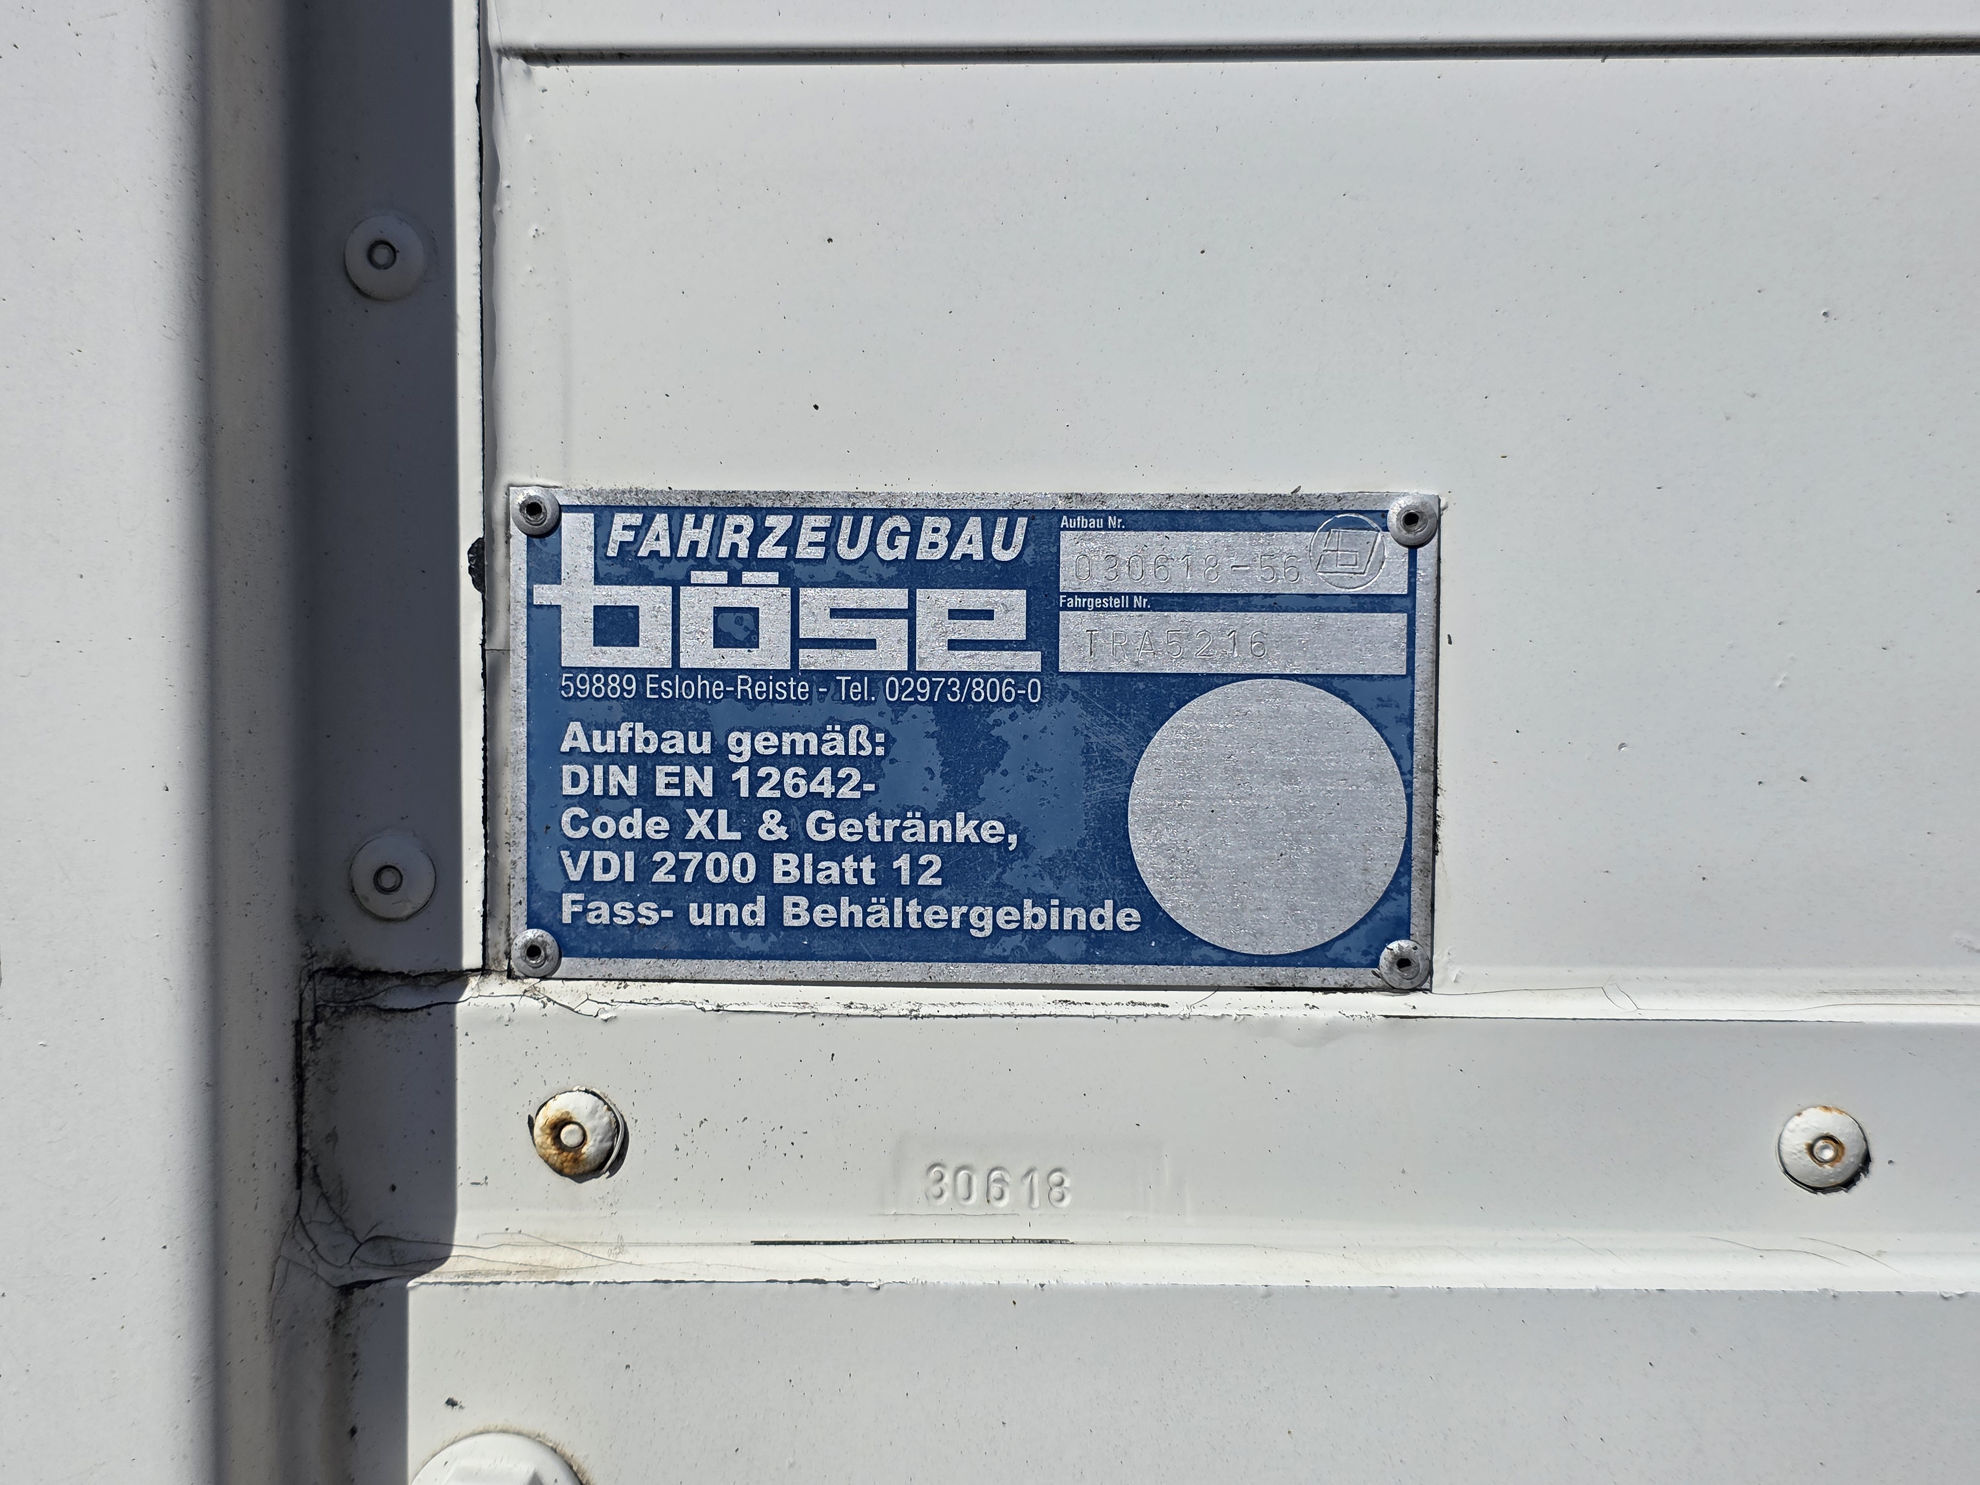 FAHRZEUGBAU
böse
59889 Eslohe-Reiste - Tel. 02973/806-0
Aufbau Nr.
030618-56
Fahrgestell Nr.
TRA5216
Aufbau gemäß:
DIN EN 12642-
Code XL & Getränke,
VDI 2700 Blatt 12
Fass- und Behältergebinde
30618